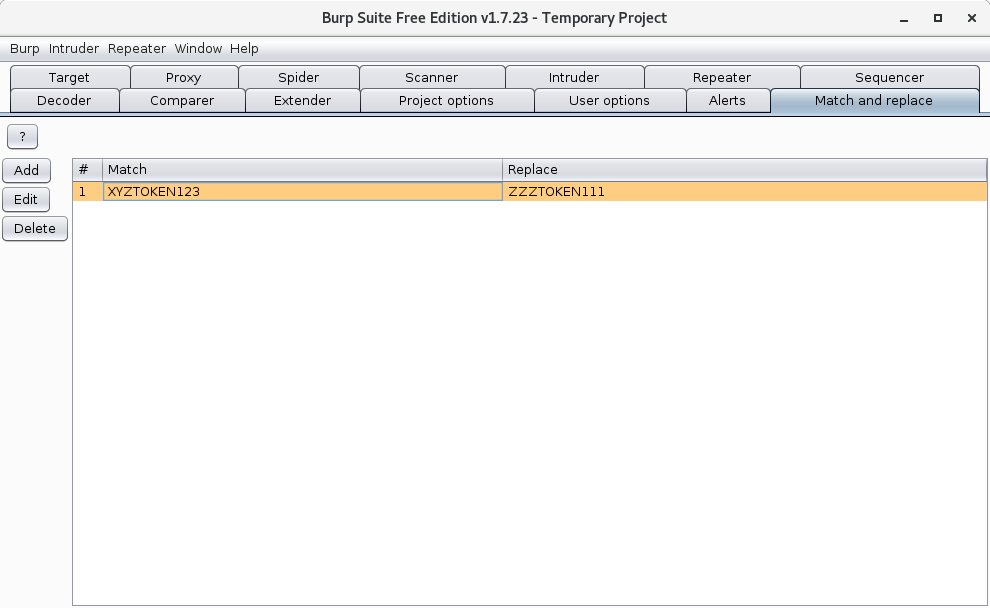 Burp Suite Free Edition v1.7.23 - Temporary Project
Burp Intruder Repeater Window Help
Target Proxy Spider Scanner Intruder Repeater Sequencer
Decoder Comparer Extender Project options User options Alerts Match and replace
?
Add
Edit
Delete
# Match Replace
1 XYZTOKEN123 ZZZTOKEN111